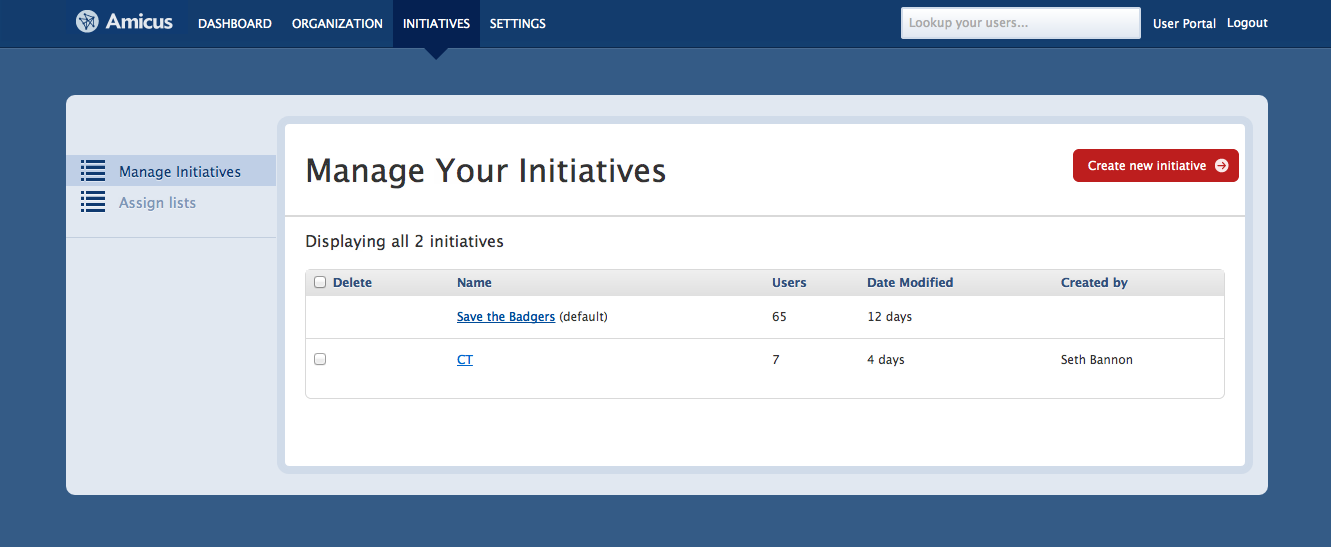 Amicus DASHBOARD ORGANIZATION INITIATIVES SETTINGS Lookup your users... User Portal Logout
Manage Initiatives
Assign lists
Manage Your Initiatives
Create new initiative
Displaying all 2 initiatives
Delete Name Users Date Modified Created by
Save the Badgers (default) 65 12 days
CT 7 4 days Seth Bannon